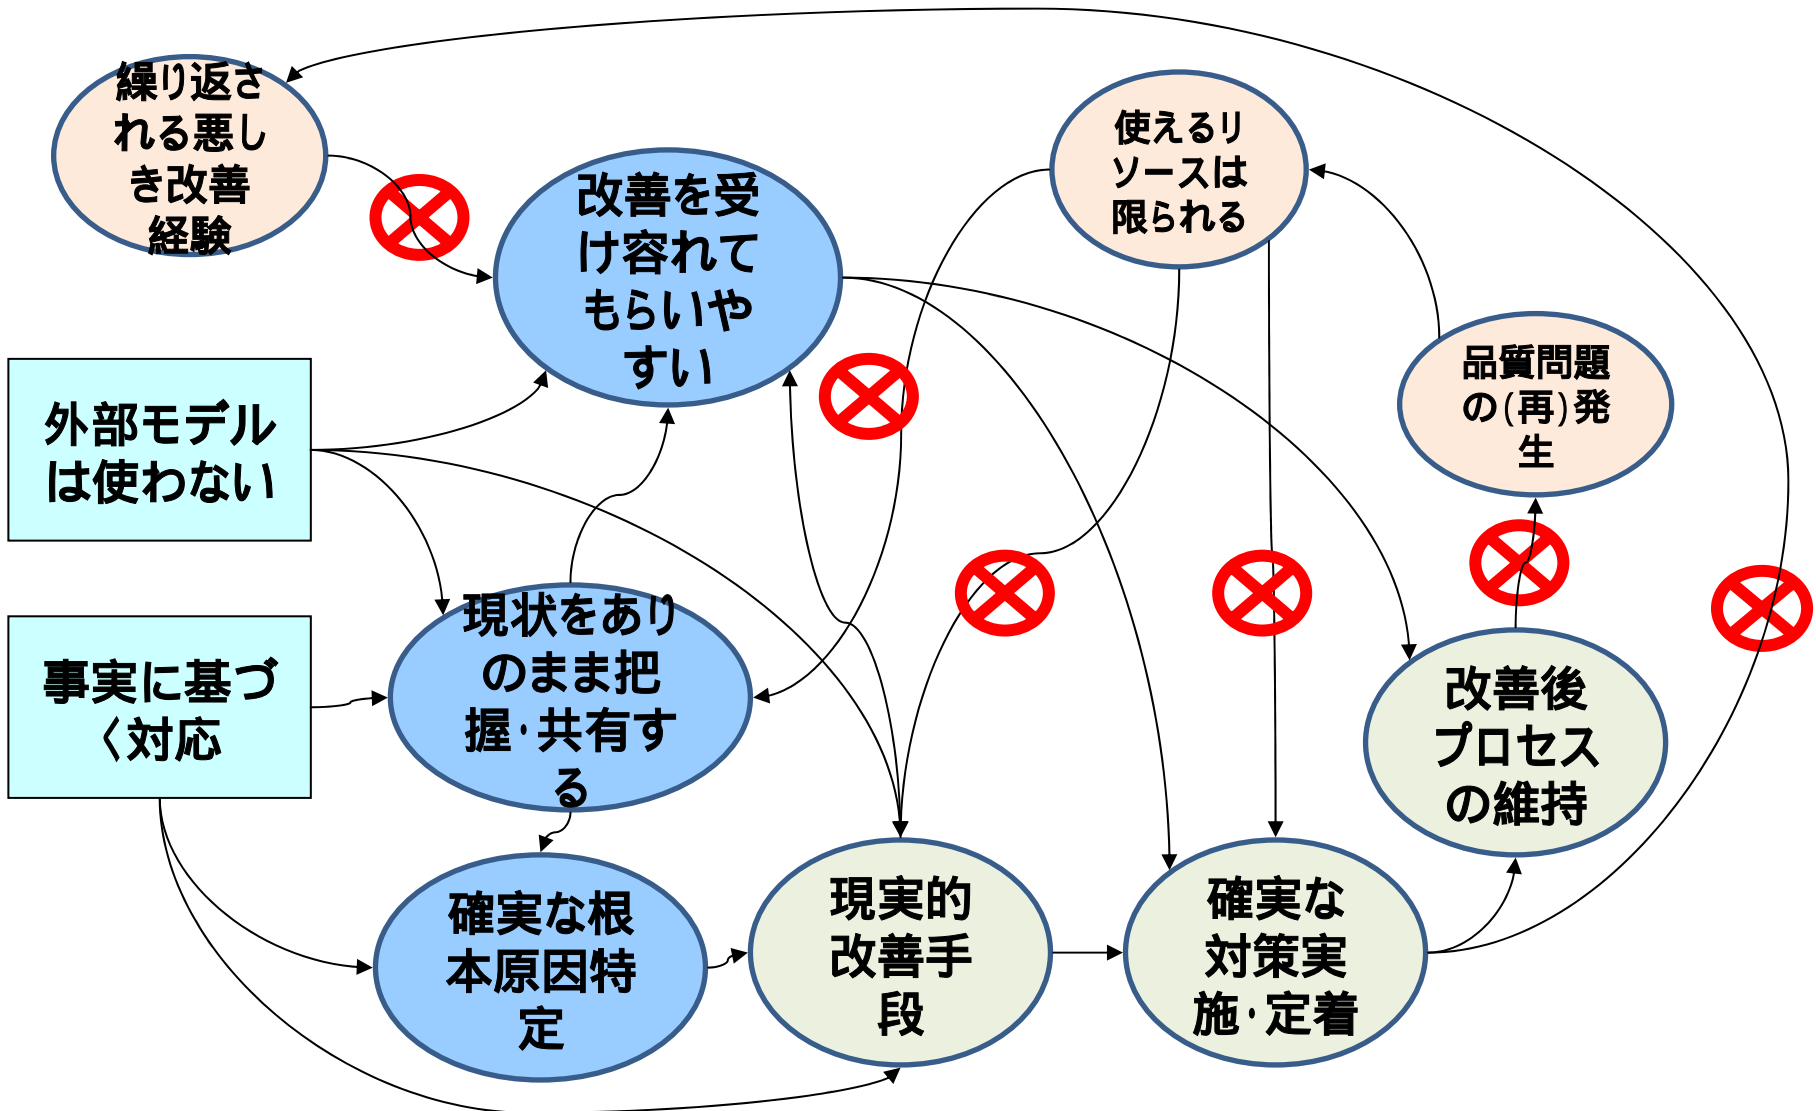 繰り返さ
れる悪し
き改善
経験
改善を受
け容れて
もらいや
すい
使えるリ
ソースは
限られる
品質問題
の(再)発
生
外部モデル
は使わない
事実に基づ
く対応
現状をあり
のまま把
握・共有す
る
改善後
プロセス
の維持
確実な根
本原因特
定
現実的
改善手
段
確実な
対策実
施・定着